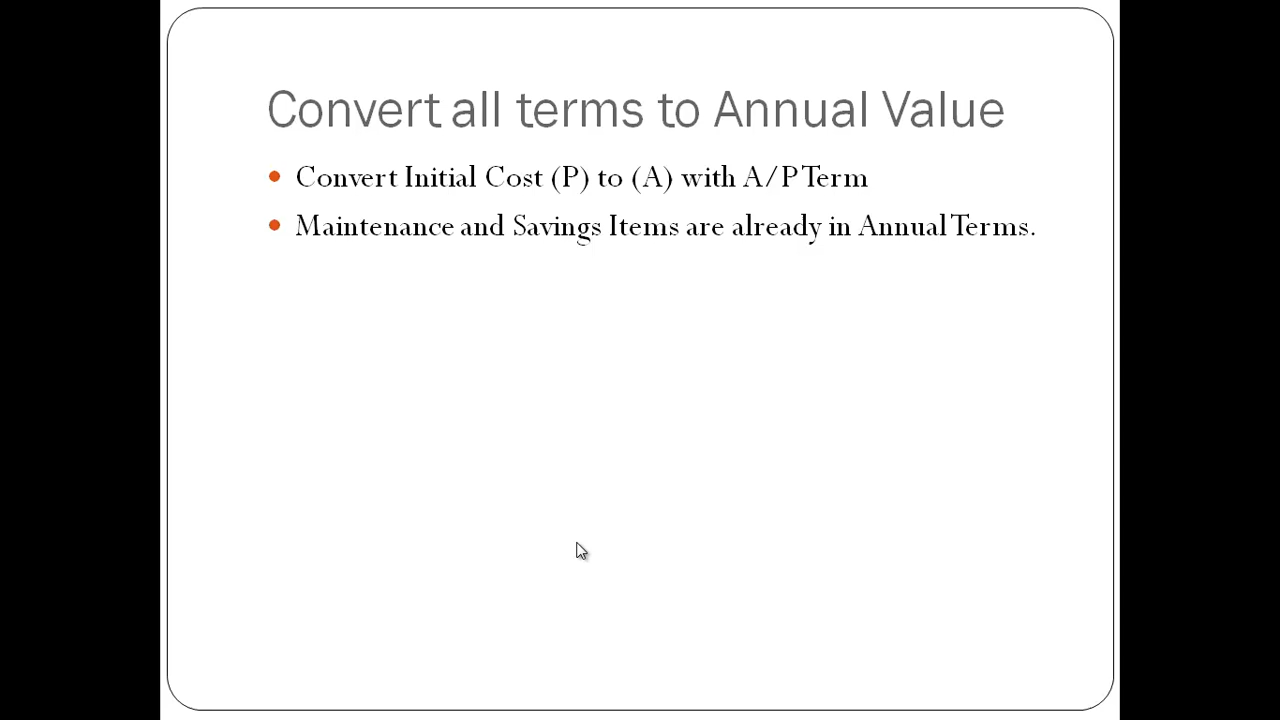 Convert all terms to Annual Value
Convert Initial Cost (P) to (A) with A/P Term
Maintenance and Savings Items are already in Annual Terms.